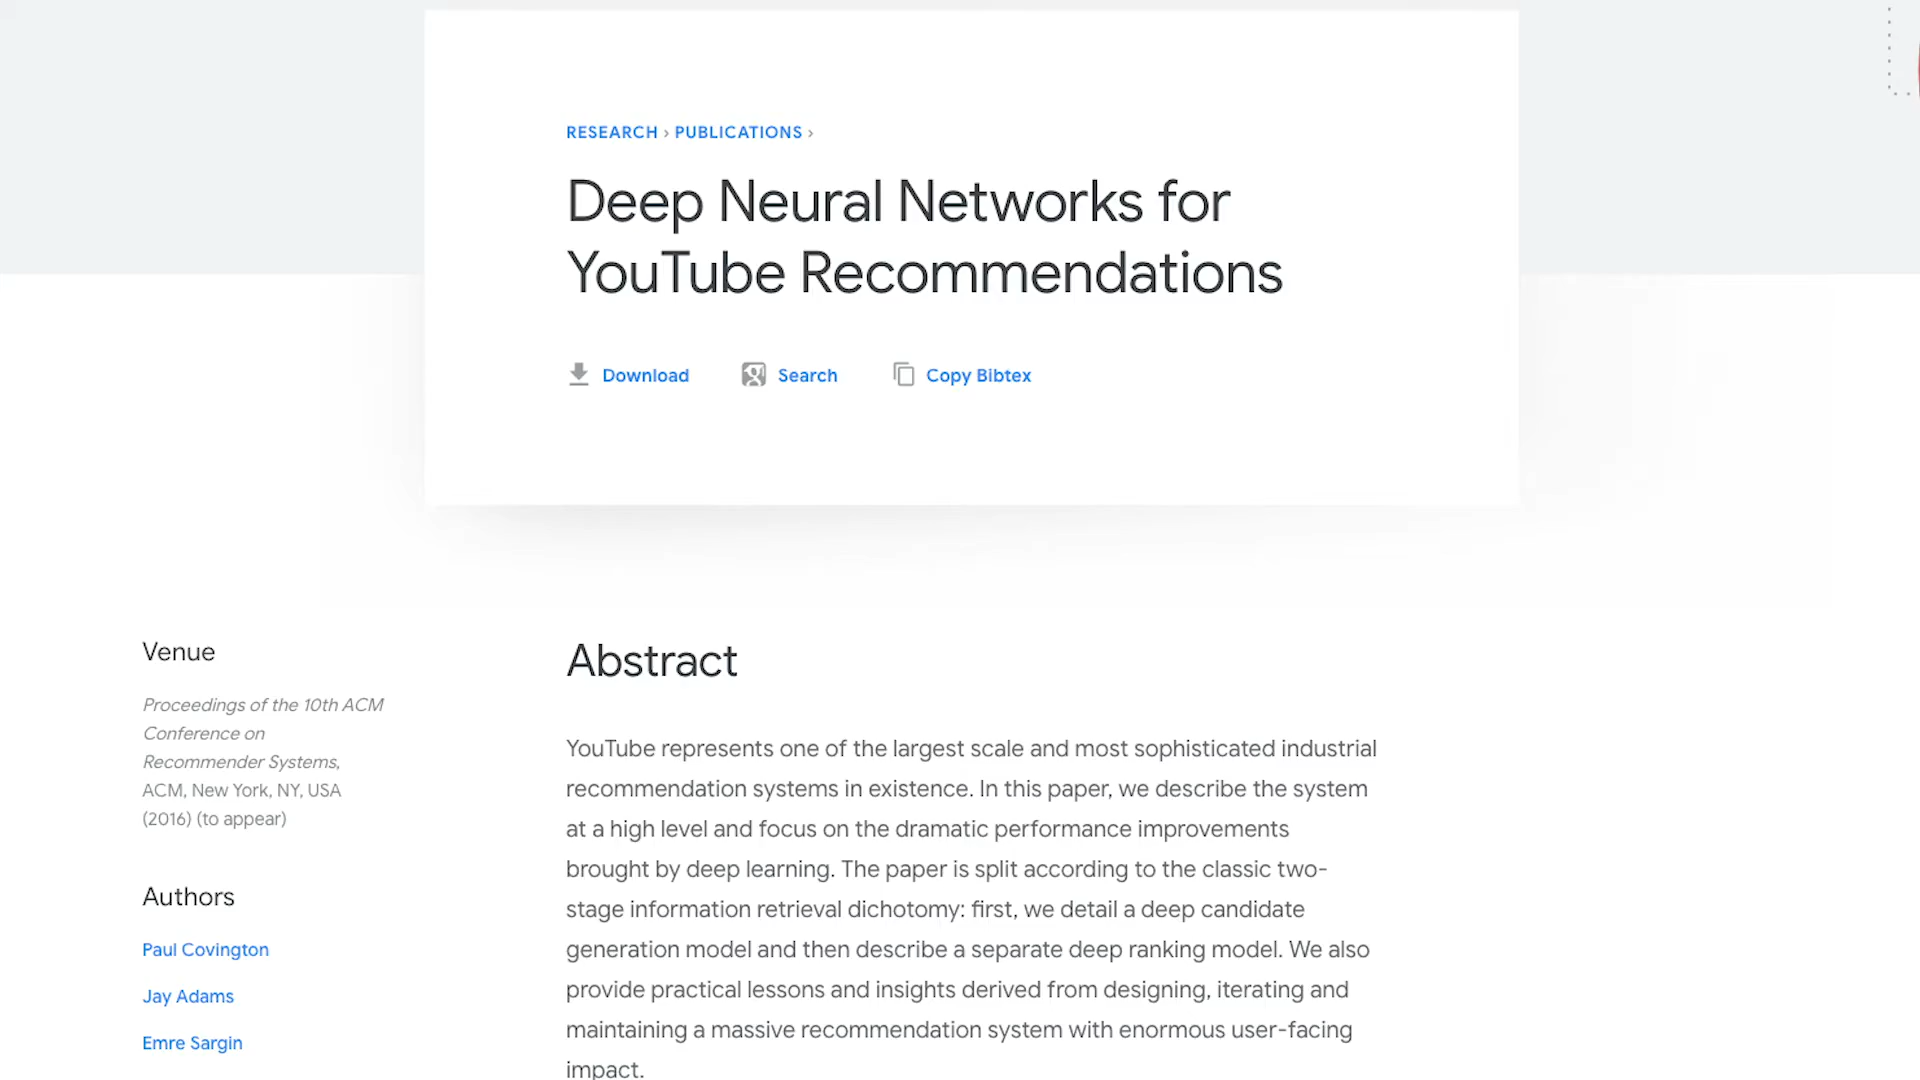 RESEARCH › PUBLICATIONS ›
Deep Neural Networks for
YouTube Recommendations
Download
Search
Copy Bibtex
Venue
Proceedings of the 10th ACM
Conference on
Recommender Systems,
ACM, New York, NY, USA
(2016) (to appear)
Authors
Paul Covington
Jay Adams
Emre Sargin
Abstract
YouTube represents one of the largest scale and most sophisticated industrial
recommendation systems in existence. In this paper, we describe the system
at a high level and focus on the dramatic performance improvements
brought by deep learning. The paper is split according to the classic two-
stage information retrieval dichotomy: first, we detail a deep candidate
generation model and then describe a separate deep ranking model. We also
provide practical lessons and insights derived from designing, iterating and
maintaining a massive recommendation system with enormous user-facing
impact.